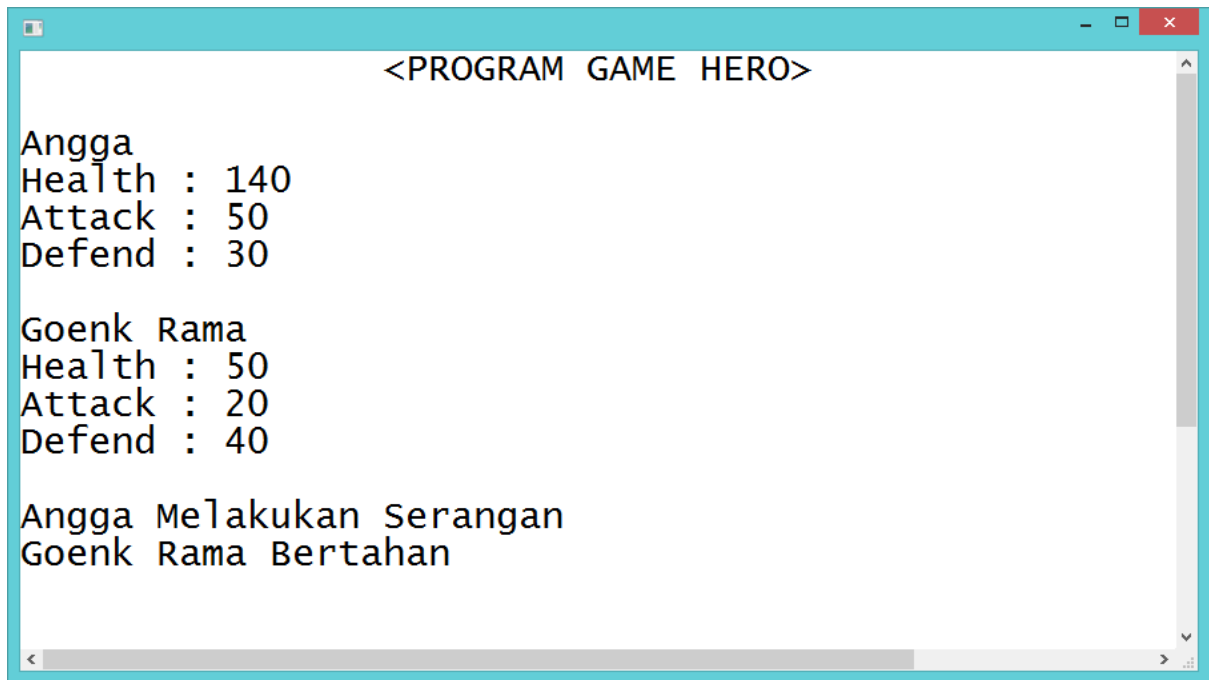 <PROGRAM GAME HERO>
Angga
Health : 140
Attack : 50
Defend : 30
Goenk Rama
Health : 50
Attack : 20
Defend : 40
Angga Melakukan Serangan
Goenk Rama Bertahan